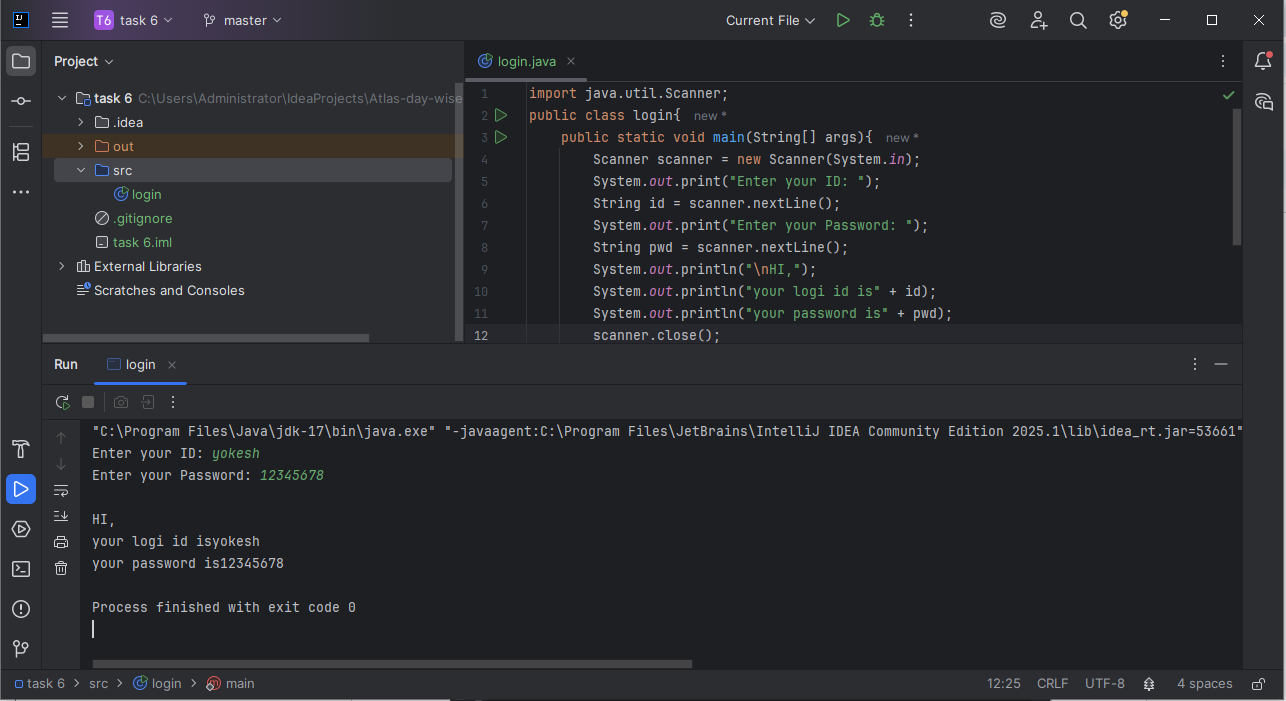 T6 task 6 master Current File
Project
login.java
task 6 C:\Users\Administrator\IdeaProjects\Atlas-day-wise
.idea
out
src
login
.gitignore
task 6.iml
External Libraries
Scratches and Consoles
1 import java.util.Scanner;
2 public class login{ new *
3 public static void main(String[] args){ new *
4 Scanner scanner = new Scanner(System.in);
5 System.out.print("Enter your ID: ");
6 String id = scanner.nextLine();
7 System.out.print("Enter your Password: ");
8 String pwd = scanner.nextLine();
9 System.out.println("\nHI,");
10 System.out.println("your logi id is" + id);
11 System.out.println("your password is" + pwd);
12 scanner.close();
Run login
"C:\Program Files\Java\jdk-17\bin\java.exe" "-javaagent:C:\Program Files\JetBrains\IntelliJ IDEA Community Edition 2025.1\lib\idea_rt.jar=53661"
Enter your ID: yokesh
Enter your Password: 12345678
HI,
your logi id isyokesh
your password is12345678
Process finished with exit code 0
task 6 > src > login > main 12:25 CRLF UTF-8 4 spaces